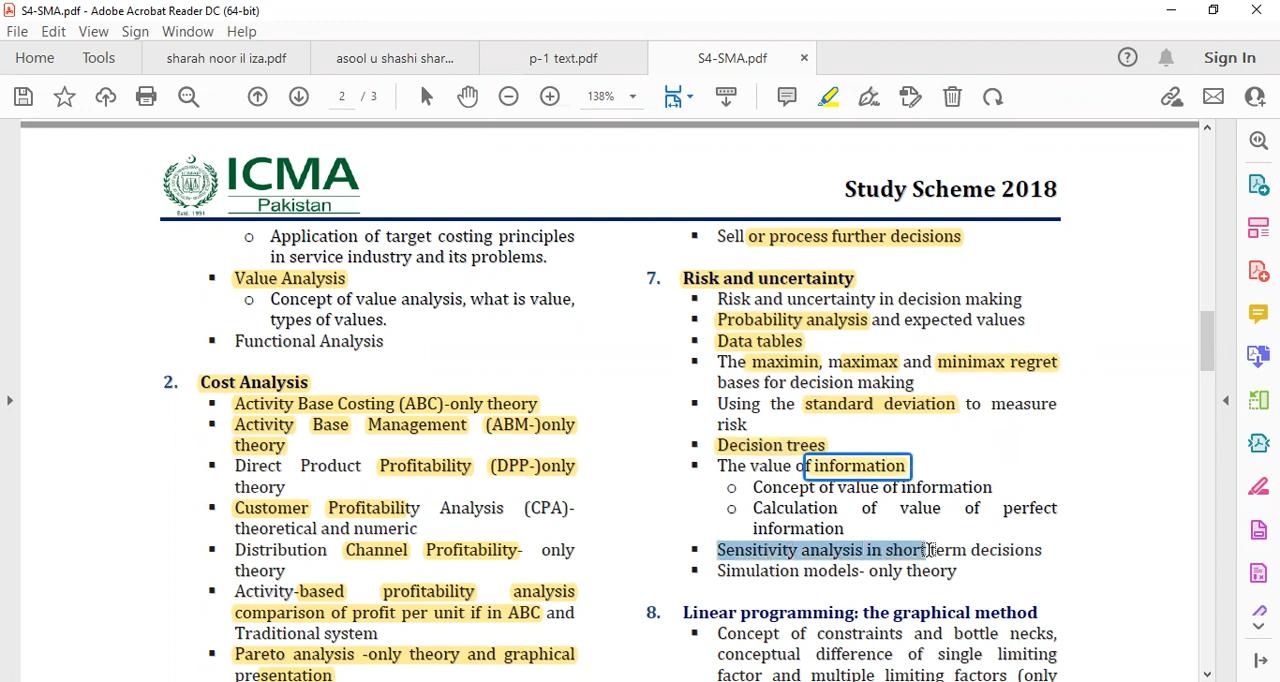 S4-SMA.pdf - Adobe Acrobat Reader DC (64-bit)
File Edit View Sign Window Help
Home Tools sharah noor il iza.pdf asool u shashi shar... p-1 text.pdf S4-SMA.pdf Sign In
2 / 3 138%
ICMA
Pakistan
Estd. 1951
Study Scheme 2018
Application of target costing principles
in service industry and its problems.
Value Analysis
Concept of value analysis, what is value,
types of values.
Functional Analysis
2. Cost Analysis
Activity Base Costing (ABC)-only theory
Activity Base Management (ABM-)only
theory
Direct Product Profitability (DPP-)only
theory
Customer Profitability Analysis (CPA)-
theoretical and numeric
Distribution Channel Profitability- only
theory
Activity-based profitability analysis
comparison of profit per unit if in ABC and
Traditional system
Pareto analysis -only theory and graphical
presentation
Sell or process further decisions
7. Risk and uncertainty
Risk and uncertainty in decision making
Probability analysis and expected values
Data tables
The maximin, maximax and minimax regret
bases for decision making
Using the standard deviation to measure
risk
Decision trees
The value of information
Concept of value of information
Calculation of value of perfect
information
Sensitivity analysis in short term decisions
Simulation models- only theory
8. Linear programming: the graphical method
Concept of constraints and bottle necks,
conceptual difference of single limiting
factor and multiple limiting factors (only